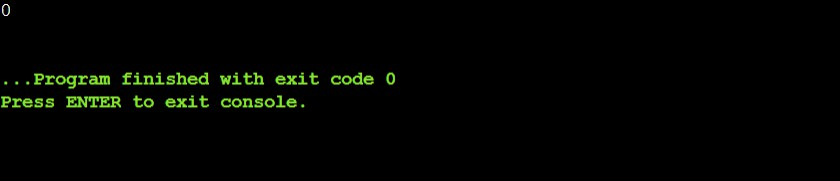 0
...Program finished with exit code 0
Press ENTER to exit console.